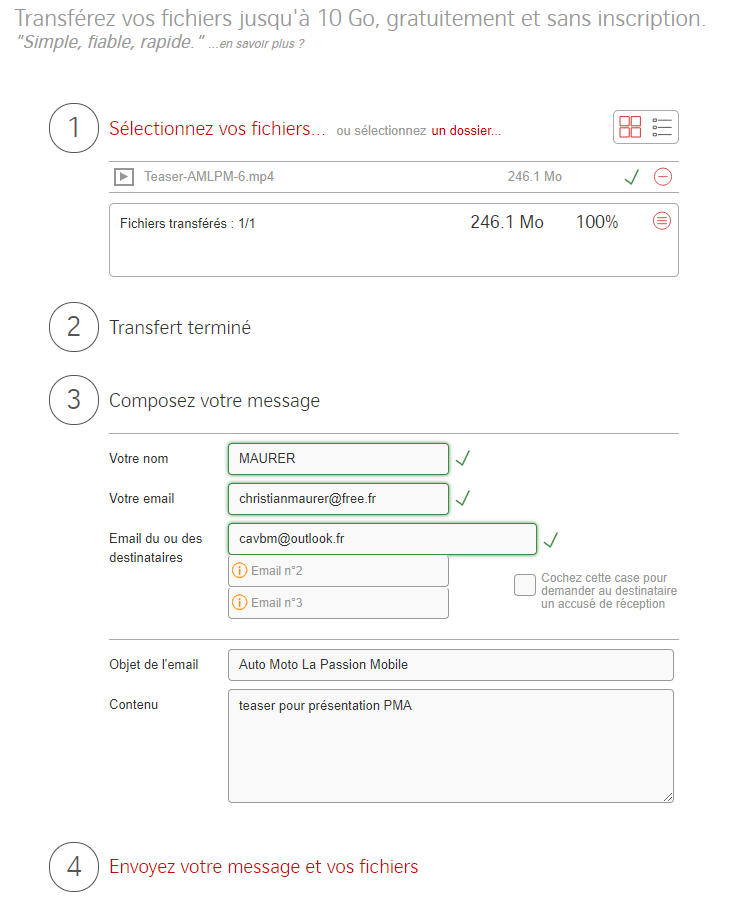 Transférez vos fichiers jusqu'à 10 Go, gratuitement et sans inscription.
"Simple, fiable, rapide." ...en savoir plus ?
1 Sélectionnez vos fichiers... ou sélectionnez un dossier...
Teaser-AMLPM-6.mp4 246.1 Mo
Fichiers transférés : 1/1 246.1 Mo 100%
2 Transfert terminé
3 Composez votre message
Votre nom MAURER
Votre email christianmaurer@free.fr
Email du ou des
destinataires
cavbm@outlook.fr
Email n°2
Email n°3
Cochez cette case pour
demander au destinataire
un accusé de réception
Objet de l'email Auto Moto La Passion Mobile
Contenu teaser pour présentation PMA
4 Envoyez votre message et vos fichiers